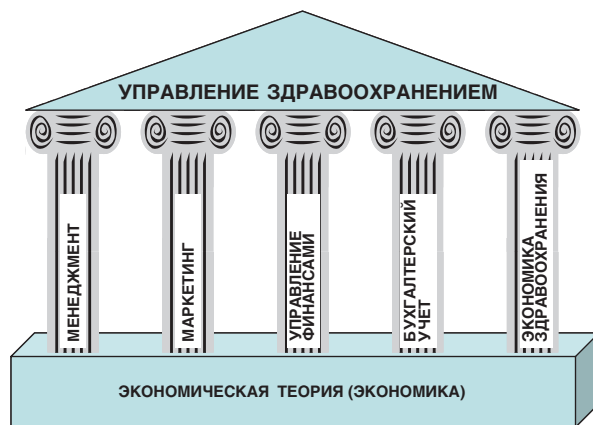 УПРАВЛЕНИЕ ЗДРАВООХРАНЕНИЕМ
МЕНЕДЖМЕНТ
МАРКЕТИНГ
УПРАВЛЕНИЕ
ФИНАНСАМИ
БУХГАЛТЕРСКИЙ
УЧЕТ
ЭКОНОМИКА
ЗДРАВООХРАНЕНИЯ
ЭКОНОМИЧЕСКАЯ ТЕОРИЯ (ЭКОНОМИКА)